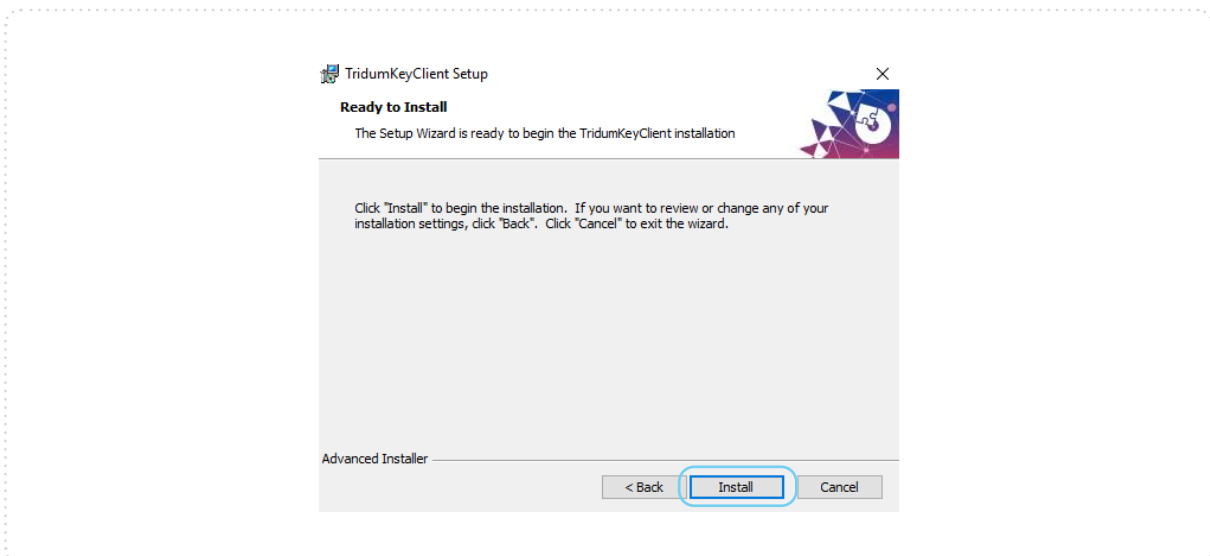 TridumKeyClient Setup
Ready to Install
The Setup Wizard is ready to begin the TridumKeyClient installation
Click "Install" to begin the installation.  If you want to review or change any of your
installation settings, click "Back".  Click "Cancel" to exit the wizard.
Advanced Installer
< Back Install Cancel